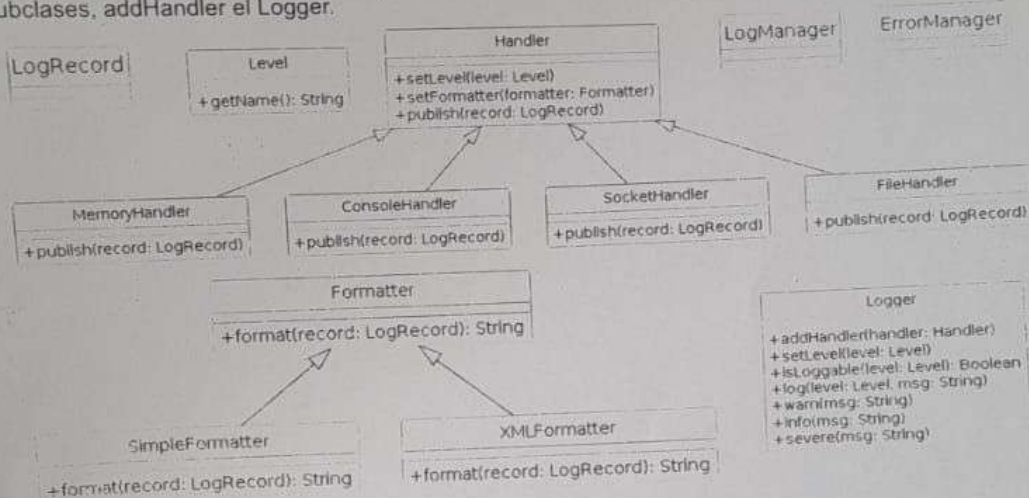 ubclases, addHandler el Logger.
LogRecord
Level
+getName(): String
Handler
+setLevel(level: Level)
+setFormatter(formatter: Formatter)
+publish(record: LogRecord)
LogManager
ErrorManager
MemoryHandler
+publish(record: LogRecord)
ConsoleHandler
+publish(record: LogRecord)
SocketHandler
+publish(record: LogRecord)
FileHandler
+publish(record: LogRecord)
Formatter
+format(record: LogRecord): String
Logger
+addHandler(handler: Handler)
+setLevel(level: Level)
+isLoggable(level: Level): Boolean
+log(level: Level, msg: String)
+warn(msg: String)
+info(msg: String)
+severe(msg: String)
SimpleFormatter
+format(record: LogRecord): String
XMLFormatter
+format(record: LogRecord): String